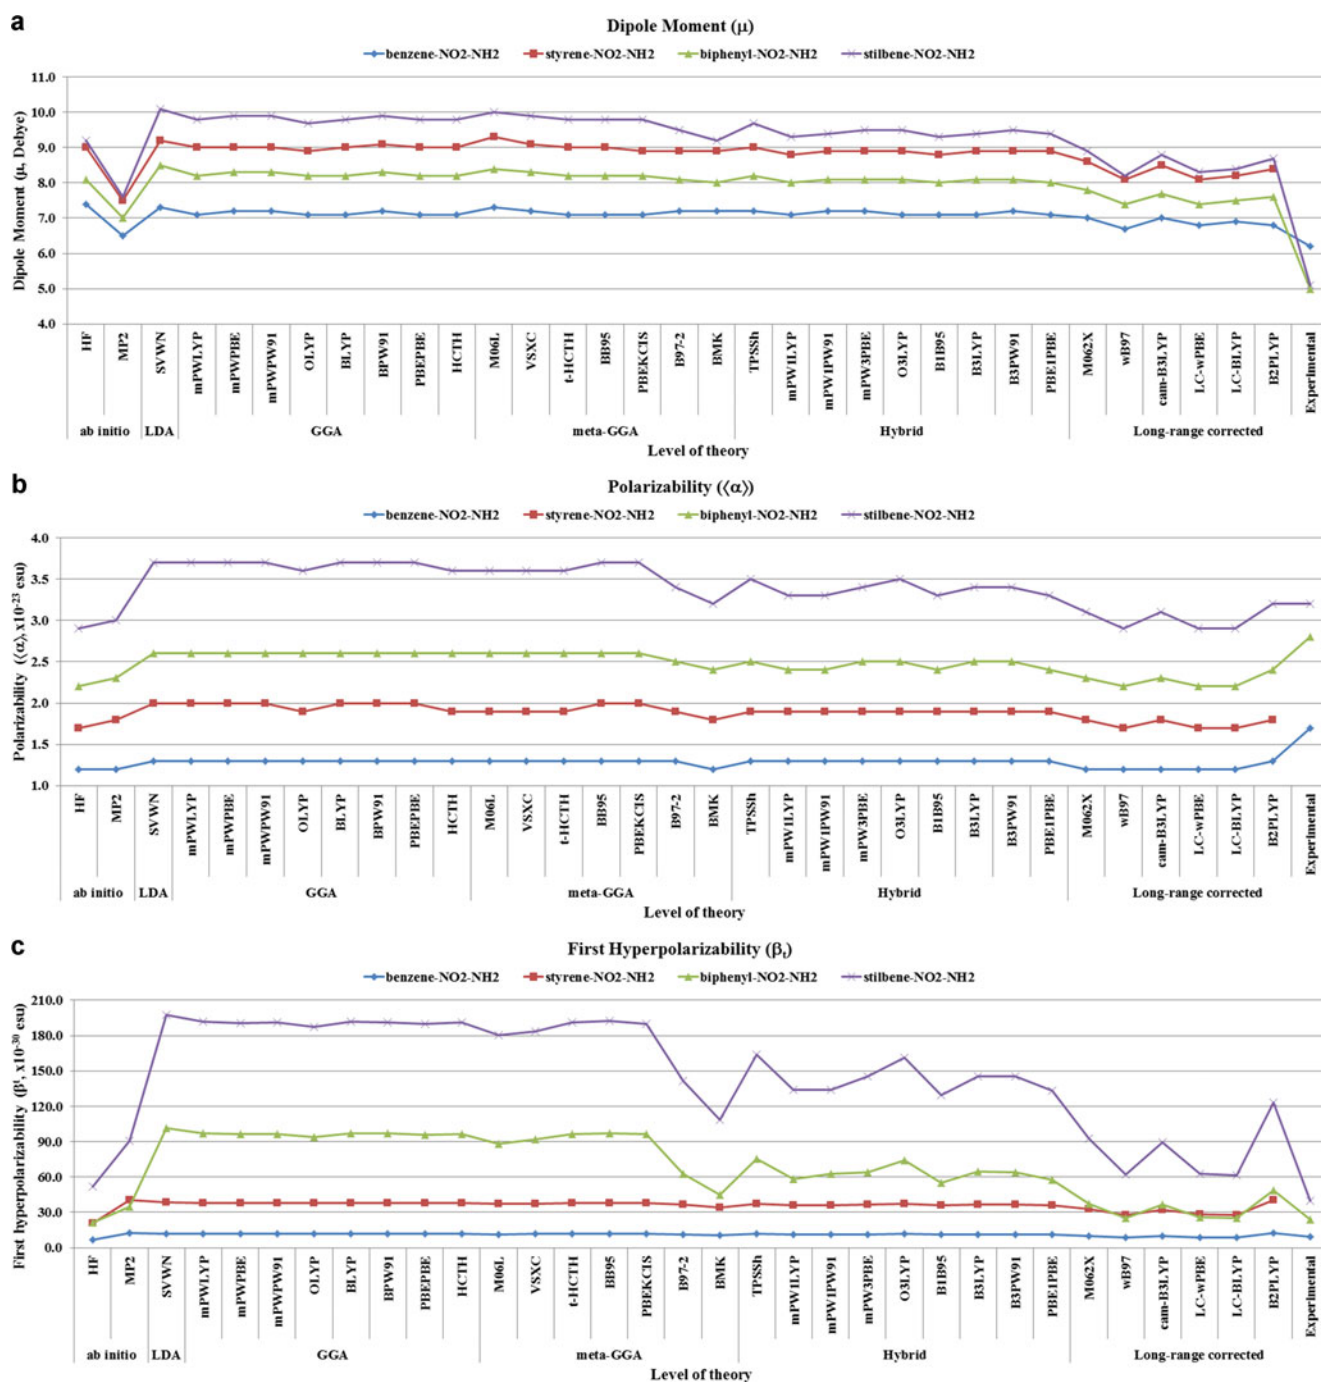 a
Dipole Moment (μ)
benzene-NO2-NH2 styrene-NO2-NH2 biphenyl-NO2-NH2 stilbene-NO2-NH2
Dipole Moment (μ, Debye)
11.0
10.0
9.0
8.0
7.0
6.0
5.0
4.0
HF MP2 SVWN mPWLYP mPWPBE mPWPW91 OLYP BLYP BPW91 PBEPBE HCTH M06L VSXC t-HCTH BB95 PBEKCIS B97-2 BMK TPSSh mPW1LYP mPW1PW91 mPW3PBE O3LYP B1B95 B3LYP B3PW91 PBE1PBE M062X wB97 cam-B3LYP LC-wPBE LC-BLYP B2PLYP Experimental
ab initio LDA GGA meta-GGA Hybrid Long-range corrected
Level of theory
b
Polarizability (⟨α⟩)
benzene-NO2-NH2 styrene-NO2-NH2 biphenyl-NO2-NH2 stilbene-NO2-NH2
Polarizability (⟨α⟩, x10⁻²³ esu)
4.0
3.5
3.0
2.5
2.0
1.5
1.0
HF MP2 SVWN mPWLYP mPWPBE mPWPW91 OLYP BLYP BPW91 PBEPBE HCTH M06L VSXC t-HCTH BB95 PBEKCIS B97-2 BMK TPSSh mPW1LYP mPW1PW91 mPW3PBE O3LYP B1B95 B3LYP B3PW91 PBE1PBE M062X wB97 cam-B3LYP LC-wPBE LC-BLYP B2PLYP Experimental
ab initio LDA GGA meta-GGA Hybrid Long-range corrected
Level of theory
c
First Hyperpolarizability (βₜ)
benzene-NO2-NH2 styrene-NO2-NH2 biphenyl-NO2-NH2 stilbene-NO2-NH2
First hyperpolarizability (βᵗ, x10⁻³⁰ esu)
210.0
180.0
150.0
120.0
90.0
60.0
30.0
0.0
HF MP2 SVWN mPWLYP mPWPBE mPWPW91 OLYP BLYP BPW91 PBEPBE HCTH M06L VSXC t-HCTH BB95 PBEKCIS B97-2 BMK TPSSh mPW1LYP mPW1PW91 mPW3PBE O3LYP B1B95 B3LYP B3PW91 PBE1PBE M062X wB97 cam-B3LYP LC-wPBE LC-BLYP B2PLYP Experimental
ab initio LDA GGA meta-GGA Hybrid Long-range corrected
Level of theory